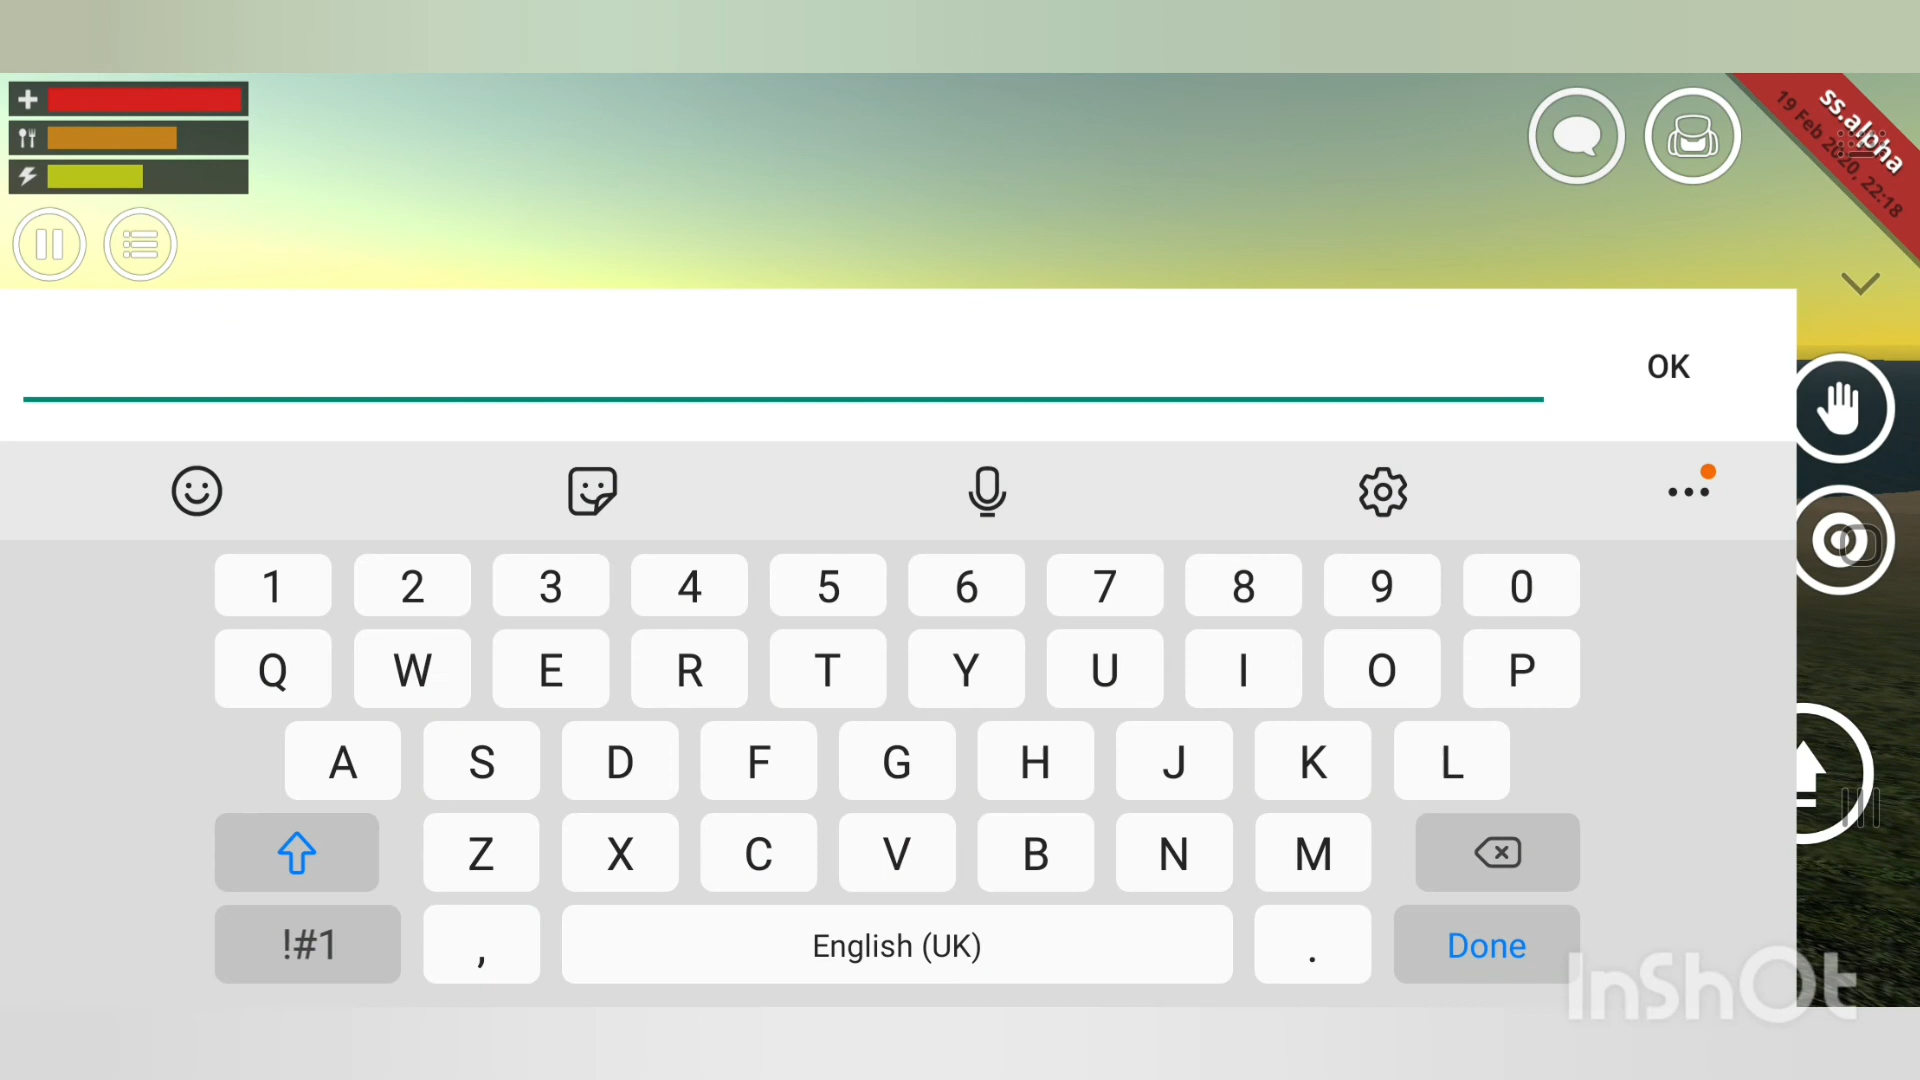 ss.alpha
19 Feb 2020, 22:18
OK
1 2 3 4 5 6 7 8 9 0
Q W E R T Y U I O P
A S D F G H J K L
Z X C V B N M
!#1 , English (UK) . Done
InShOt